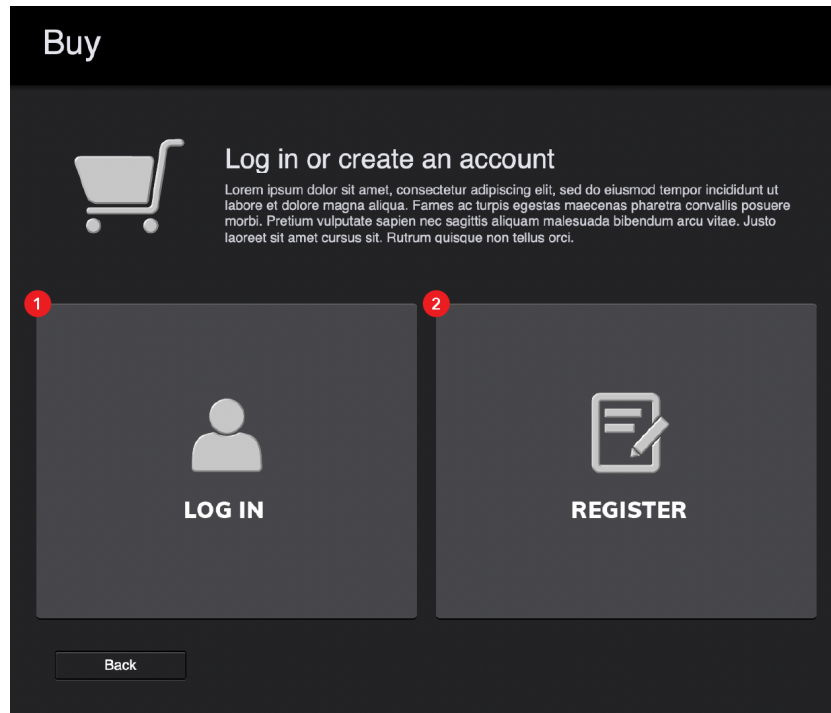 Buy
Log in or create an account
Lorem ipsum dolor sit amet, consectetur adipiscing elit, sed do eiusmod tempor incididunt ut
labore et dolore magna aliqua. Fames ac turpis egestas maecenas pharetra convallis posuere
morbi. Pretium vulputate sapien nec sagittis aliquam malesuada bibendum arcu vitae. Justo
laoreet sit amet cursus sit. Rutrum quisque non tellus orci.
1
2
LOG IN
REGISTER
Back